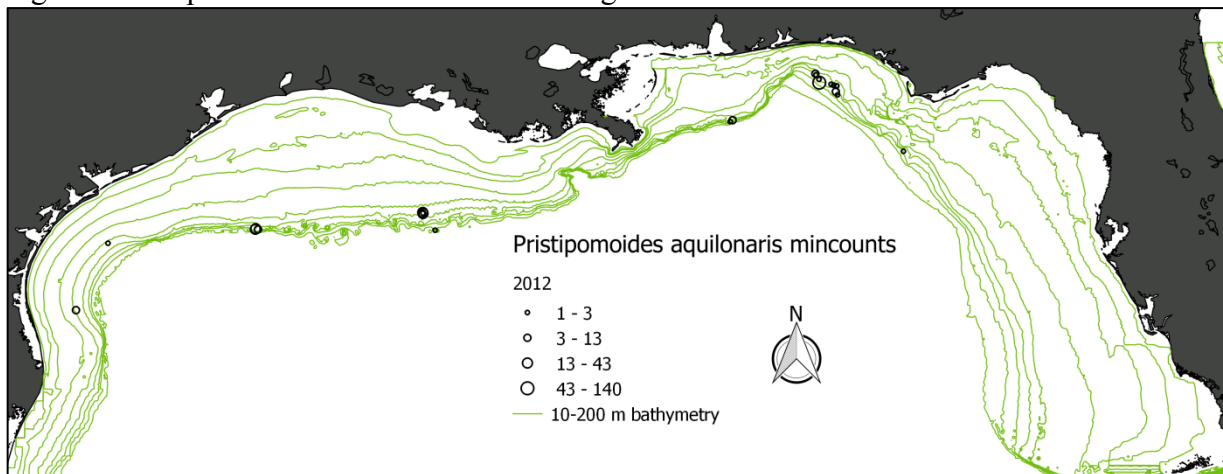 Pristipomoides aquilonaris mincounts
2012
1 - 3
3 - 13
13 - 43
43 - 140
10-200 m bathymetry
N